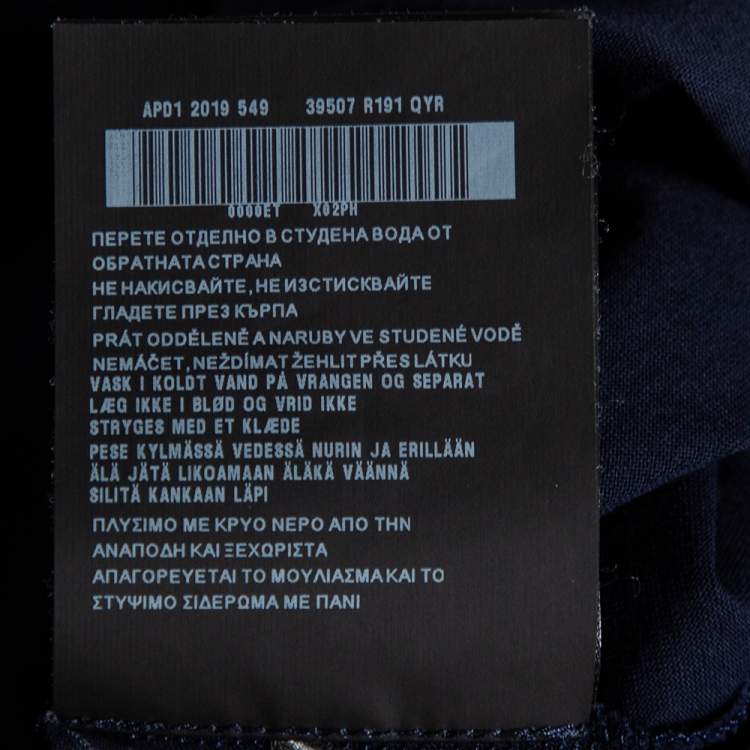 APD1 2019 549 39507 R191 QYR
0000ET X02PH
ПЕРЕТЕ ОТДЕЛНО В СТУДЕНА ВОДА ОТ
ОБРАТНАТА СТРАНА
НЕ НАКИСВАЙТЕ, НЕ ИЗСТИСКВАЙТЕ
ГЛАДЕТЕ ПРЕЗ КЪРПА
PRÁT ODDĚLENĚ A NARUBY VE STUDENÉ VODĚ
NEMÁČET, NEŽDÍMAT ŽEHLIT PŘES LÁTKU
VASK I KOLDT VAND PÅ VRANGEN OG SEPARAT
LÆG IKKE I BLØD OG VRID IKKE
STRYGES MED ET KLÆDE
PESE KYLMÄSSÄ VEDESSÄ NURIN JA ERILLÄÄN
ÄLÄ JÄTÄ LIKOAMAAN ÄLÄKÄ VÄÄNNÄ
SILITÄ KANKAAN LÄPI
ΠΛΥΣΙΜΟ ΜΕ ΚΡΥΟ ΝΕΡΟ ΑΠΟ ΤΗΝ
ΑΝΑΠΟΔΗ ΚΑΙ ΞΕΧΩΡΙΣΤΑ
ΑΠΑΓΟΡΕΥΕΤΑΙ ΤΟ ΜΟΥΛΙΑΣΜΑ ΚΑΙ ΤΟ
ΣΤΥΨΙΜΟ ΣΙΔΕΡΩΜΑ ΜΕ ΠΑΝΙ